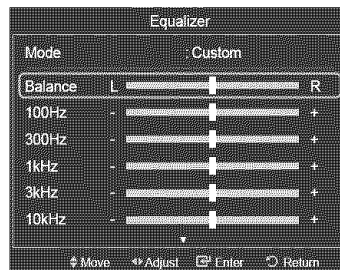 Equalizer
Mode : Custom
Balance L R
100Hz - +
300Hz - +
1kHz - +
3kHz - +
10kHz - +
Move Adjust Enter Return